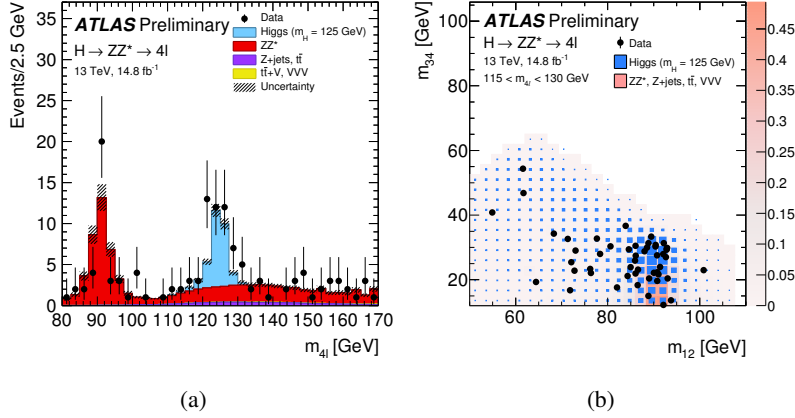 ATLAS Preliminary
H → ZZ* → 4l
13 TeV, 14.8 fb⁻¹
Data
Higgs (m_H = 125 GeV)
ZZ*
Z+jets, tt̄
tt̄+V, VVV
Uncertainty
Events/2.5 GeV
35
30
25
20
15
10
5
0
80 90 100 110 120 130 140 150 160 170
m_4l [GeV]
(a)
ATLAS Preliminary
H → ZZ* → 4l
13 TeV, 14.8 fb⁻¹
115 < m_4l < 130 GeV
Data
Higgs (m_H = 125 GeV)
ZZ*, Z+jets, tt̄, VVV
m_34 [GeV]
100
80
60
40
20
60 80 100
m_12 [GeV]
0.45
0.4
0.35
0.3
0.25
0.2
0.15
0.1
0.05
0
(b)